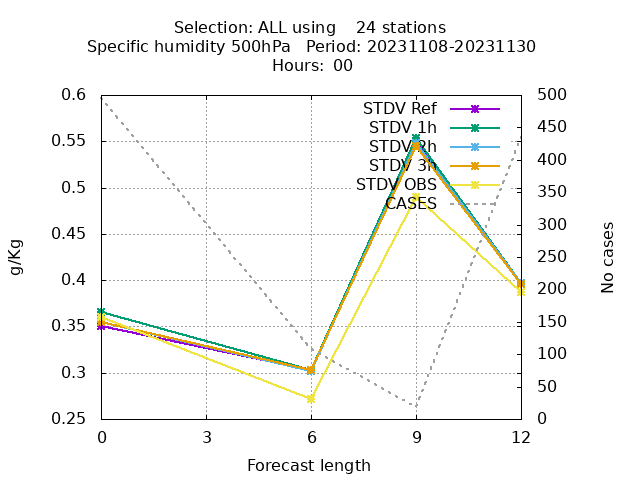 Selection: ALL using    24 stations
Specific humidity 500hPa   Period: 20231108-20231130
Hours:  00
STDV Ref
STDV 1h
STDV 2h
STDV 3h
STDV OBS
CASES
g/Kg
0.6
0.55
0.5
0.45
0.4
0.35
0.3
0.25
500
450
400
350
300
250
200
150
100
50
0
No cases
0 3 6 9 12
Forecast length